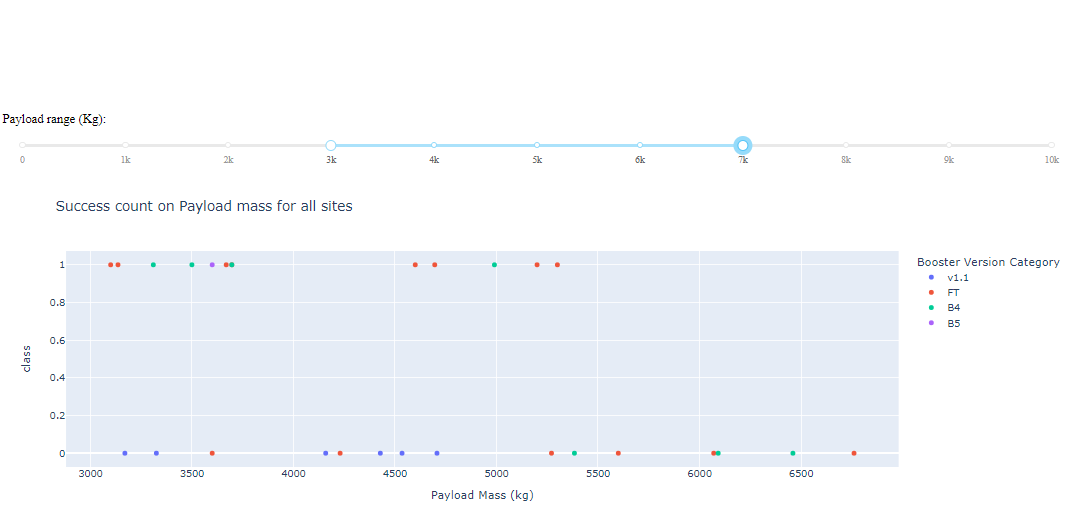 Payload range (Kg):
0 1k 2k 3k 4k 5k 6k 7k 8k 9k 10k
Success count on Payload mass for all sites
Booster Version Category
v1.1
FT
B4
B5
1
0.8
0.6
0.4
0.2
0
class
3000 3500 4000 4500 5000 5500 6000 6500
Payload Mass (kg)